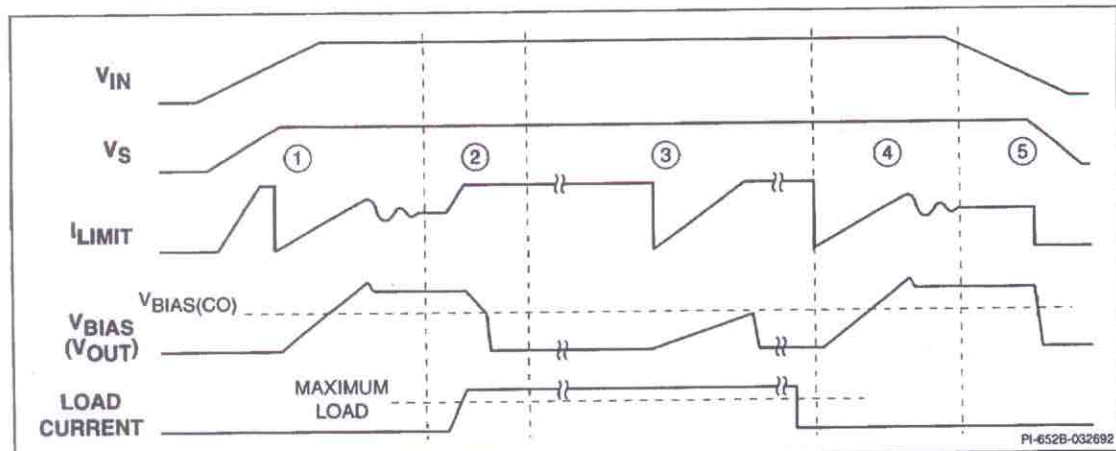 VIN
VS
① ② ③ ④ ⑤
ILIMIT
VBIAS(CO)
VBIAS
(VOUT)
MAXIMUM
LOAD
LOAD
CURRENT
PI-652B-032692